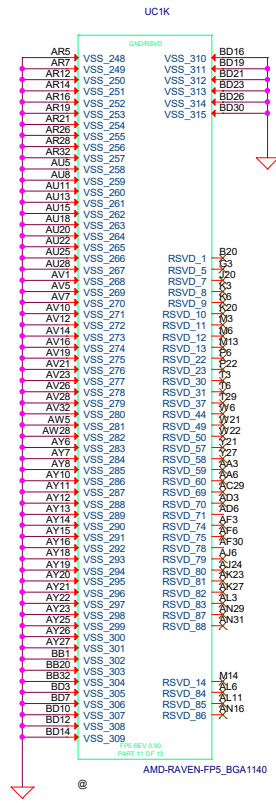 UC1K
GND/RSVD
AR5 VSS_248
AR7 VSS_249
AR12 VSS_250
AR14 VSS_251
AR16 VSS_252
AR19 VSS_253
AR21 VSS_254
AR26 VSS_255
AR28 VSS_256
AR32 VSS_257
AU5 VSS_258
AU8 VSS_259
AU11 VSS_260
AU13 VSS_261
AU15 VSS_262
AU18 VSS_263
AU20 VSS_264
AU22 VSS_265
AU25 VSS_266
AU28 VSS_267
AV1 VSS_268
AV5 VSS_269
AV7 VSS_270
AV10 VSS_271
AV12 VSS_272
AV14 VSS_273
AV16 VSS_274
AV19 VSS_275
AV21 VSS_276
AV23 VSS_277
AV26 VSS_278
AV28 VSS_279
AV32 VSS_280
AW5 VSS_281
AW28 VSS_282
AY6 VSS_283
AY7 VSS_284
AY8 VSS_285
AY10 VSS_286
AY11 VSS_287
AY12 VSS_288
AY13 VSS_289
AY14 VSS_290
AY15 VSS_291
AY16 VSS_292
AY18 VSS_293
AY19 VSS_294
AY20 VSS_295
AY21 VSS_296
AY22 VSS_297
AY23 VSS_298
AY25 VSS_299
AY26 VSS_300
AY27 VSS_301
BB1 VSS_302
BB20 VSS_303
BB32 VSS_304
BD3 VSS_305
BD7 VSS_306
BD10 VSS_307
BD12 VSS_308
BD14 VSS_309
VSS_310 BD16
VSS_311 BD19
VSS_312 BD21
VSS_313 BD23
VSS_314 BD26
VSS_315 BD30
RSVD_1 B20
RSVD_5 G3
RSVD_7 J20
RSVD_8 K3
RSVD_9 K6
RSVD_10 K20
RSVD_11 M3
RSVD_12 M6
RSVD_13 M13
RSVD_22 P6
RSVD_23 P22
RSVD_30 T3
RSVD_31 T6
RSVD_37 T29
RSVD_44 W6
RSVD_49 W21
RSVD_50 W22
RSVD_57 Y21
RSVD_58 Y27
RSVD_59 AA3
RSVD_60 AA6
RSVD_69 AC29
RSVD_70 AD3
RSVD_71 AD6
RSVD_74 AF3
RSVD_75 AF6
RSVD_78 AF30
RSVD_79 AJ6
RSVD_80 AJ24
RSVD_81 AK23
RSVD_82 AK27
RSVD_83 AL3
RSVD_87 AN29
RSVD_88 AN31
RSVD_14 M14
RSVD_84 AL6
RSVD_85 AL11
RSVD_86 AN16
FP5 REV 0.90
PART 11 OF 13
AMD-RAVEN-FP5_BGA1140
@